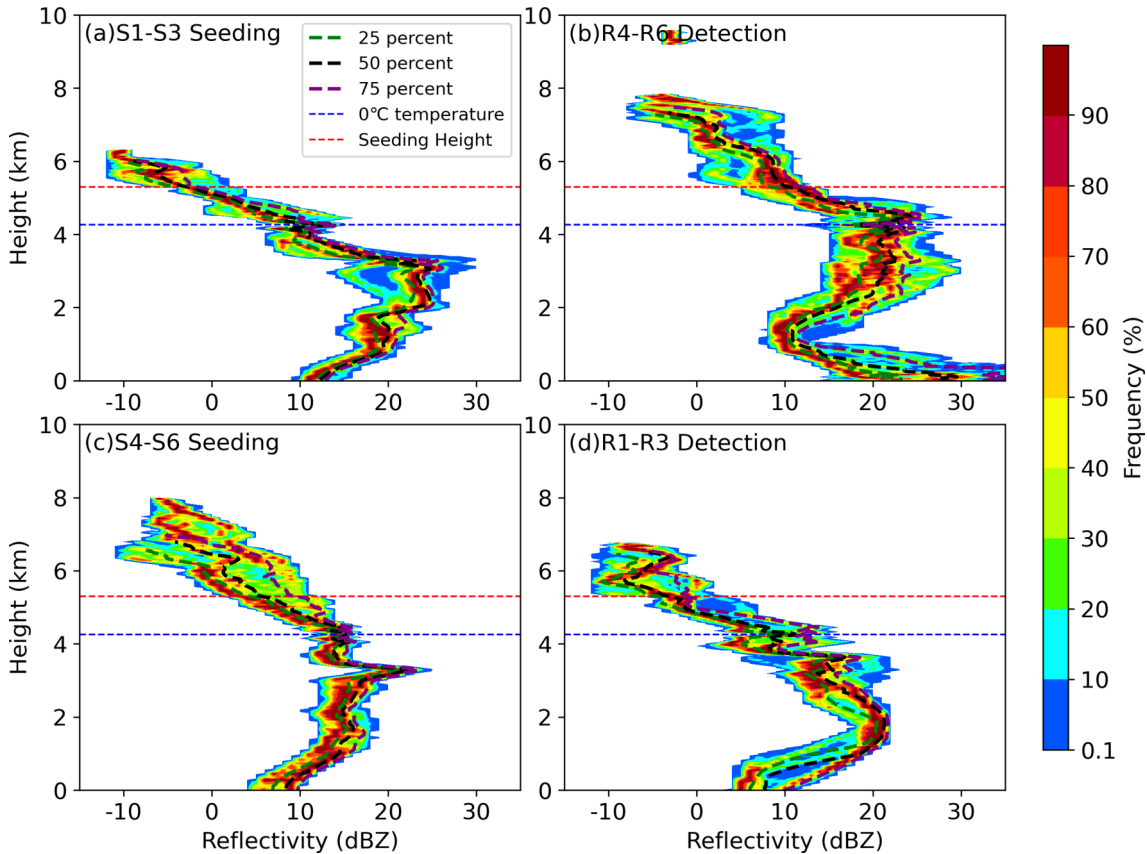 (a)S1-S3 Seeding
25 percent
50 percent
75 percent
0℃ temperature
Seeding Height
10
8
6
4
2
0
Height (km)
-10 0 10 20 30
(b)R4-R6 Detection
10
8
6
4
2
0
-10 0 10 20 30
(c)S4-S6 Seeding
10
8
6
4
2
0
Height (km)
-10 0 10 20 30
Reflectivity (dBZ)
(d)R1-R3 Detection
10
8
6
4
2
0
-10 0 10 20 30
Reflectivity (dBZ)
90
80
70
60
50
40
30
20
10
0.1
Frequency (%)